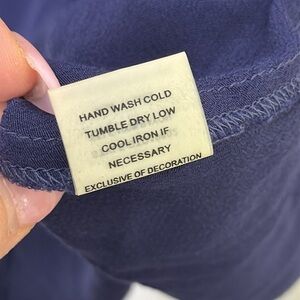 HAND WASH COLD
TUMBLE DRY LOW
COOL IRON IF
NECESSARY
EXCLUSIVE OF DECORATION